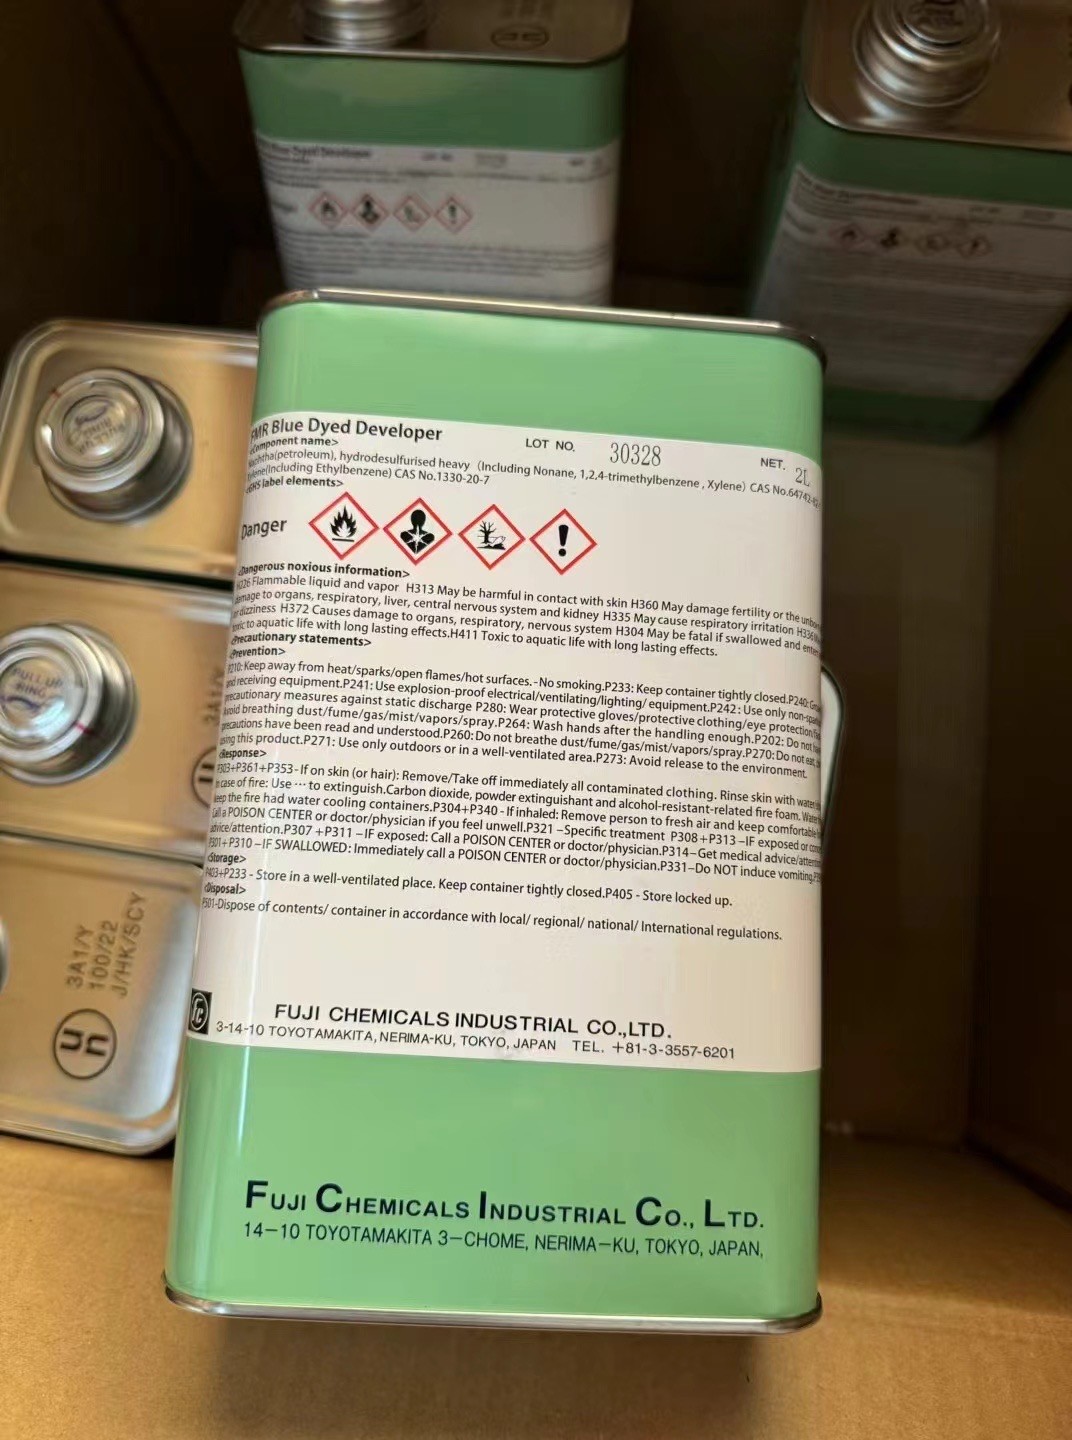 Blue Dyed Developer
FMR Blue Dyed Developer
LOT NO. 30328
NET. 2L
<Component name>
Naphtha(petroleum), hydrodesulfurised heavy (Including Nonane, 1,2,4-trimethylbenzene , Xylene) CAS No.64742-82
Xylene(Including Ethylbenzene) CAS No.1330-20-7
<GHS label elements>
Danger
<Dangerous noxious information>
H226 Flammable liquid and vapor H313 May be harmful in contact with skin H360 May damage fertility or the unborn
damage to organs, respiratory, liver, central nervous system and kidney H335 May cause respiratory irritation H336
or dizziness H372 Causes damage to organs, respiratory, nervous system H304 May be fatal if swallowed and
toxic to aquatic life with long lasting effects.H411 Toxic to aquatic life with long lasting effects.
<Precautionary statements>
<Prevention>
P210: Keep away from heat/sparks/open flames/hot surfaces.-No smoking.P233: Keep container tightly closed.P240:
and receiving equipment.P241: Use explosion-proof electrical/ventilating/lighting/ equipment.P242: Use only
precautionary measures against static discharge P280: Wear protective gloves/protective clothing/eye protection/
Avoid breathing dust/fume/gas/mist/vapors/spray.P264: Wash hands after the handling enough.P202: Do not
precautions have been read and understood.P260: Do not breathe dust/fume/gas/mist/vapors/spray.P270: Do not eat,
using this product.P271: Use only outdoors or in a well-ventilated area.P273: Avoid release to the environment.
<Response>
P303+P361+P353-If on skin (or hair): Remove/Take off immediately all contaminated clothing. Rinse skin with water
In case of fire: Use ··· to extinguish.Carbon dioxide, powder extinguishant and alcohol-resistant-related fire foam. Water
keep the fire had water cooling containers.P304+P340 - If inhaled: Remove person to fresh air and keep comfortable
Call a POISON CENTER or doctor/physician if you feel unwell.P321 –Specific treatment P308+P313 –IF exposed or
advice/attention.P307 +P311 –IF exposed: Call a POISON CENTER or doctor/physician.P314–Get medical advice/
P301+P310 –IF SWALLOWED: Immediately call a POISON CENTER or doctor/physician.P331–Do NOT induce vomiting.
<Storage>
P403+P233 - Store in a well-ventilated place. Keep container tightly closed.P405 - Store locked up.
<Disposal>
P501-Dispose of contents/ container in accordance with local/ regional/ national/ International regulations.
fc
FUJI CHEMICALS INDUSTRIAL CO.,LTD.
3-14-10 TOYOTAMAKITA, NERIMA-KU, TOKYO, JAPAN TEL. +81-3-3557-6201
FUJI CHEMICALS INDUSTRIAL CO., LTD.
14–10 TOYOTAMAKITA 3–CHOME, NERIMA–KU, TOKYO, JAPAN,
PULL UP
RING
un
3A1/Y
100/22
J/HK/SCY